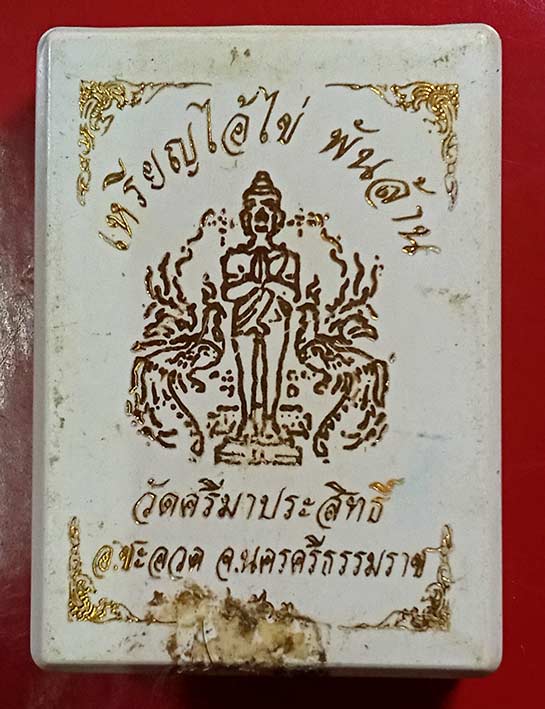 เหรียญไอ้ไข่ พันล้าน
วัดศรีมาประสิทธิ์
อ.ชะอวด จ.นครศรีธรรมราช